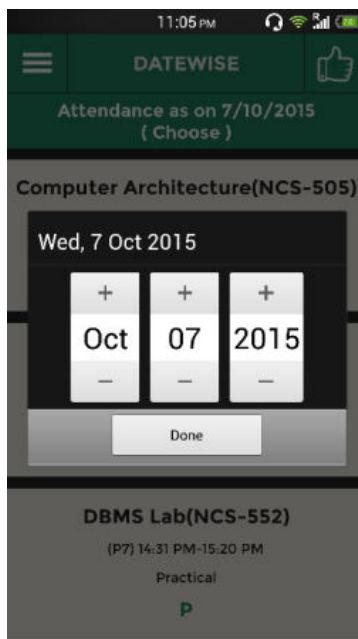 11:05 PM
DATEWISE
Attendance as on 7/10/2015
( Choose )
Computer Architecture(NCS-505)
Wed, 7 Oct 2015
+ + +
Oct 07 2015
– – –
Done
DBMS Lab(NCS-552)
(P7) 14:31 PM-15:20 PM
Practical
P